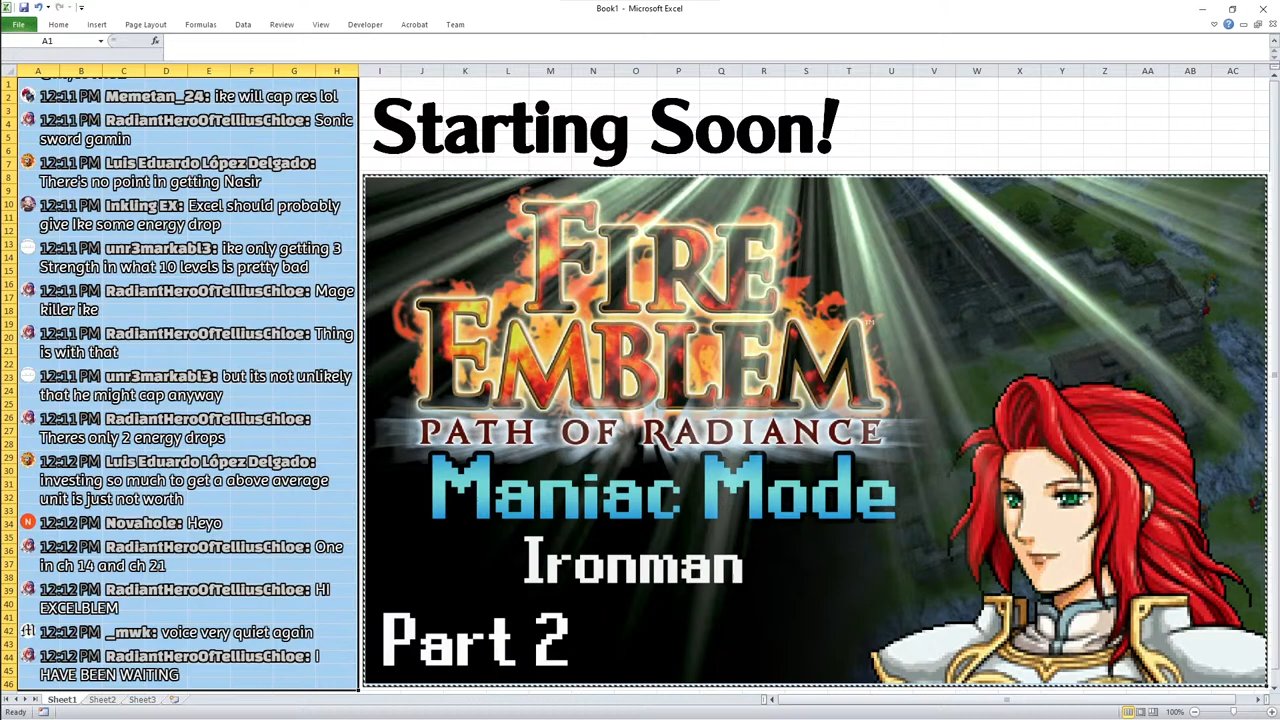 Book1 - Microsoft Excel
File Home Insert Page Layout Formulas Data Review View Developer Acrobat Team
A1 fx
A B C D E F G H I J K L M N O P Q R S T U V W X Y Z AA AB AC
12:11 PM Memetan_24: ike will cap res lol
12:11 PM RadiantHeroOfTelliusChloe: Sonic
sword gamin
12:11 PM Luis Eduardo López Delgado:
There's no point in getting Nasir
12:11 PM Inkling EX: Excel should probably
give Ike some energy drop
12:11 PM unr3markabl3: ike only getting 3
Strength in what 10 levels is pretty bad
12:11 PM RadiantHeroOfTelliusChloe: Mage
killer ike
12:11 PM RadiantHeroOfTelliusChloe: Thing
is with that
12:11 PM unr3markabl3: but its not unlikely
that he might cap anyway
12:11 PM RadiantHeroOfTelliusChloe:
Theres only 2 energy drops
12:12 PM Luis Eduardo López Delgado:
investing so much to get a above average
unit is just not worth
N 12:12 PM Novahole: Heyo
12:12 PM RadiantHeroOfTelliusChloe: One
in ch 14 and ch 21
12:12 PM RadiantHeroOfTelliusChloe: HI
EXCELBLEM
12:12 PM _mwk: voice very quiet again
12:12 PM RadiantHeroOfTelliusChloe: I
HAVE BEEN WAITING
Starting Soon!
FIRE
EMBLEM™
PATH OF RADIANCE
Maniac Mode
Ironman
Part 2
Sheet1 Sheet2 Sheet3
Ready 100%